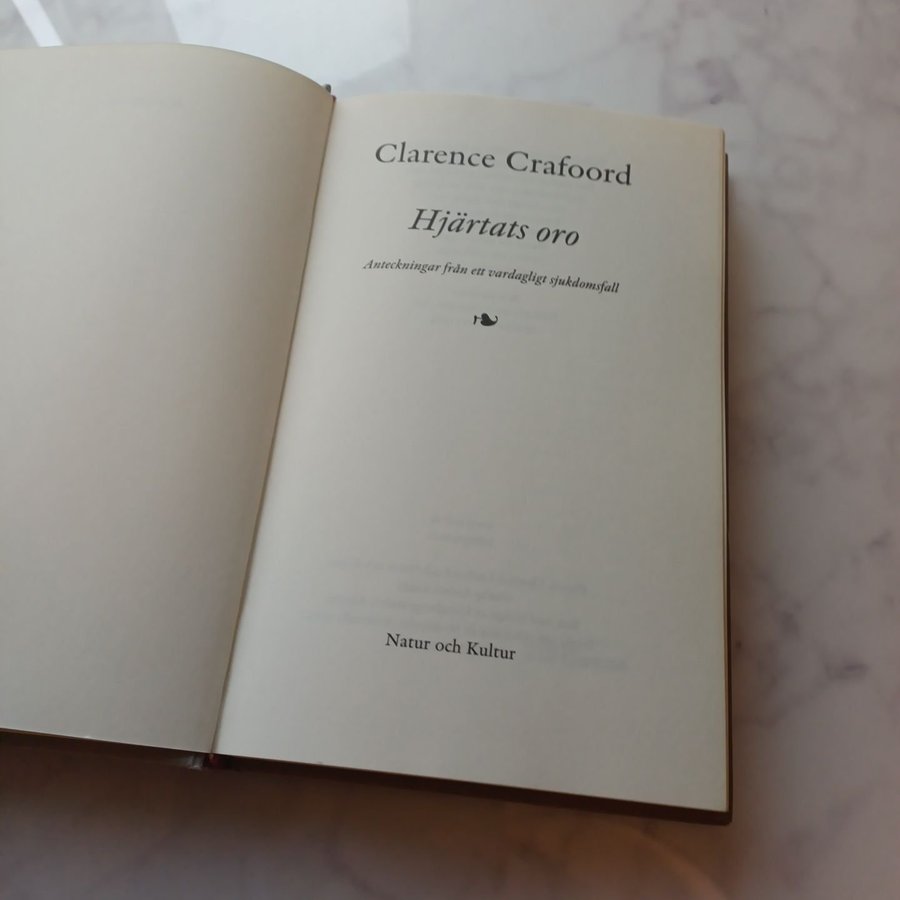 Clarence Crafoord
Hjärtats oro
Anteckningar från ett vardagligt sjukdomsfall
Natur och Kultur